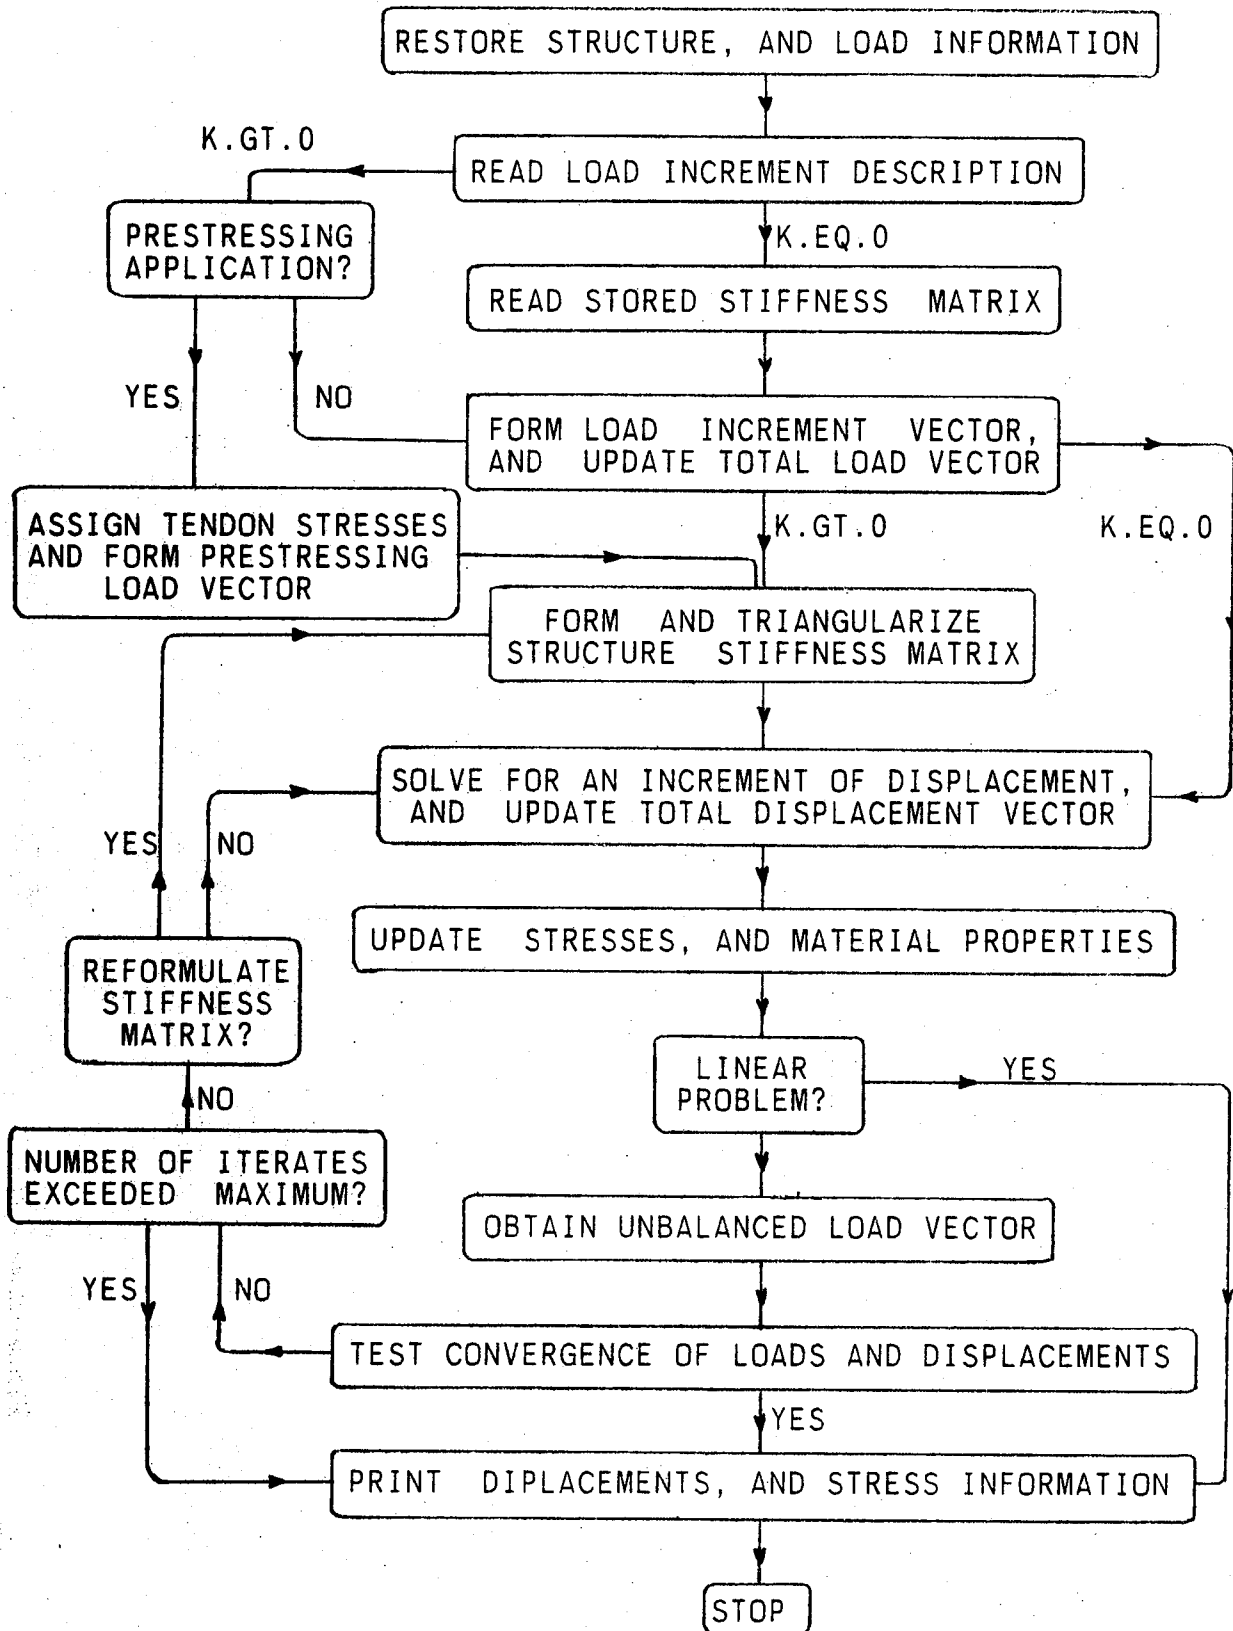 RESTORE STRUCTURE, AND LOAD INFORMATION
K.GT.0
READ LOAD INCREMENT DESCRIPTION
PRESTRESSING
APPLICATION?
K.EQ.0
READ STORED STIFFNESS MATRIX
YES
NO
FORM LOAD INCREMENT VECTOR,
AND UPDATE TOTAL LOAD VECTOR
ASSIGN TENDON STRESSES
AND FORM PRESTRESSING
LOAD VECTOR
K.GT.0
K.EQ.0
FORM AND TRIANGULARIZE
STRUCTURE STIFFNESS MATRIX
SOLVE FOR AN INCREMENT OF DISPLACEMENT,
AND UPDATE TOTAL DISPLACEMENT VECTOR
YES
NO
UPDATE STRESSES, AND MATERIAL PROPERTIES
REFORMULATE
STIFFNESS
MATRIX?
LINEAR
PROBLEM?
YES
NO
NUMBER OF ITERATES
EXCEEDED MAXIMUM?
OBTAIN UNBALANCED LOAD VECTOR
YES
NO
TEST CONVERGENCE OF LOADS AND DISPLACEMENTS
YES
PRINT DIPLACEMENTS, AND STRESS INFORMATION
STOP